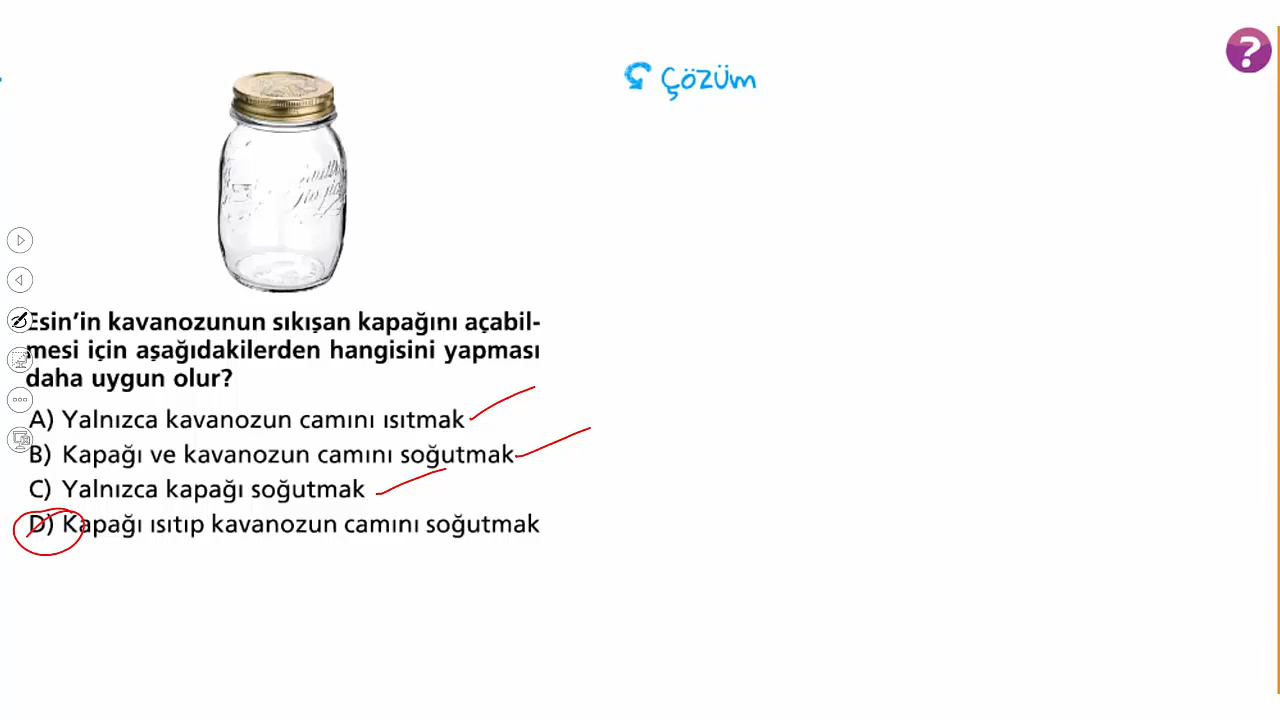 Çözüm
Esin’in kavanozunun sıkışan kapağını açabil-
mesi için aşağıdakilerden hangisini yapması
daha uygun olur?
A) Yalnızca kavanozun camını ısıtmak
B) Kapağı ve kavanozun camını soğutmak
C) Yalnızca kapağı soğutmak
D) Kapağı ısıtıp kavanozun camını soğutmak